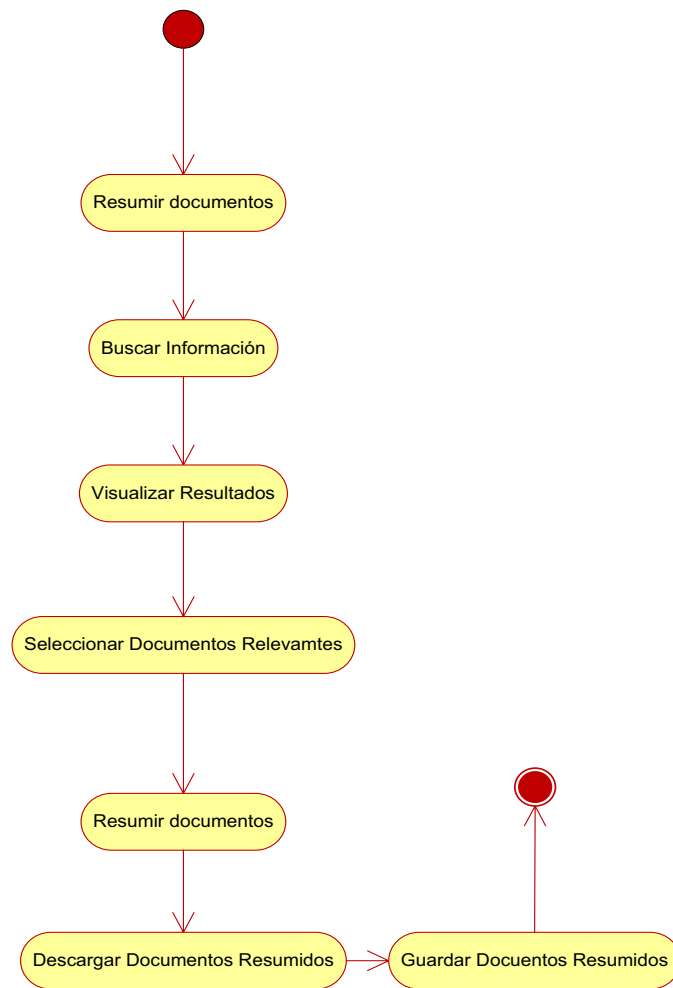 Resumir documentos
Buscar Información
Visualizar Resultados
Seleccionar Documentos Relevamtes
Resumir documentos
Descargar Documentos Resumidos
Guardar Docuentos Resumidos